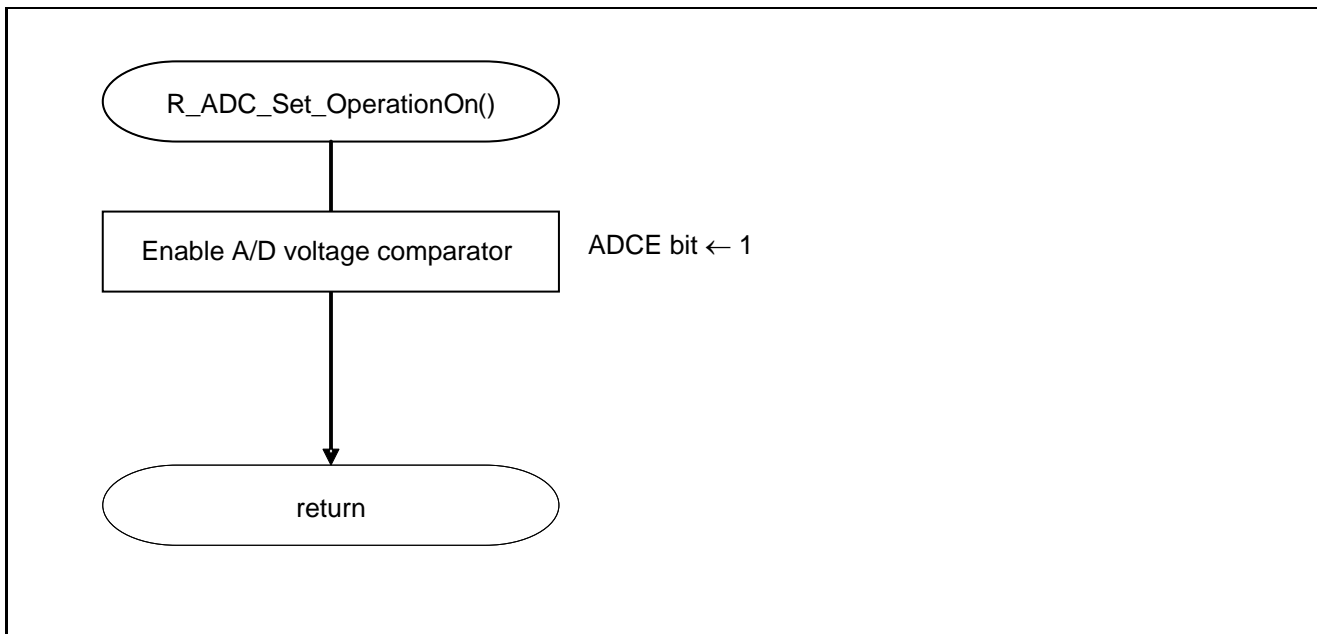 R_ADC_Set_OperationOn()
Enable A/D voltage comparator
ADCE bit ← 1
return